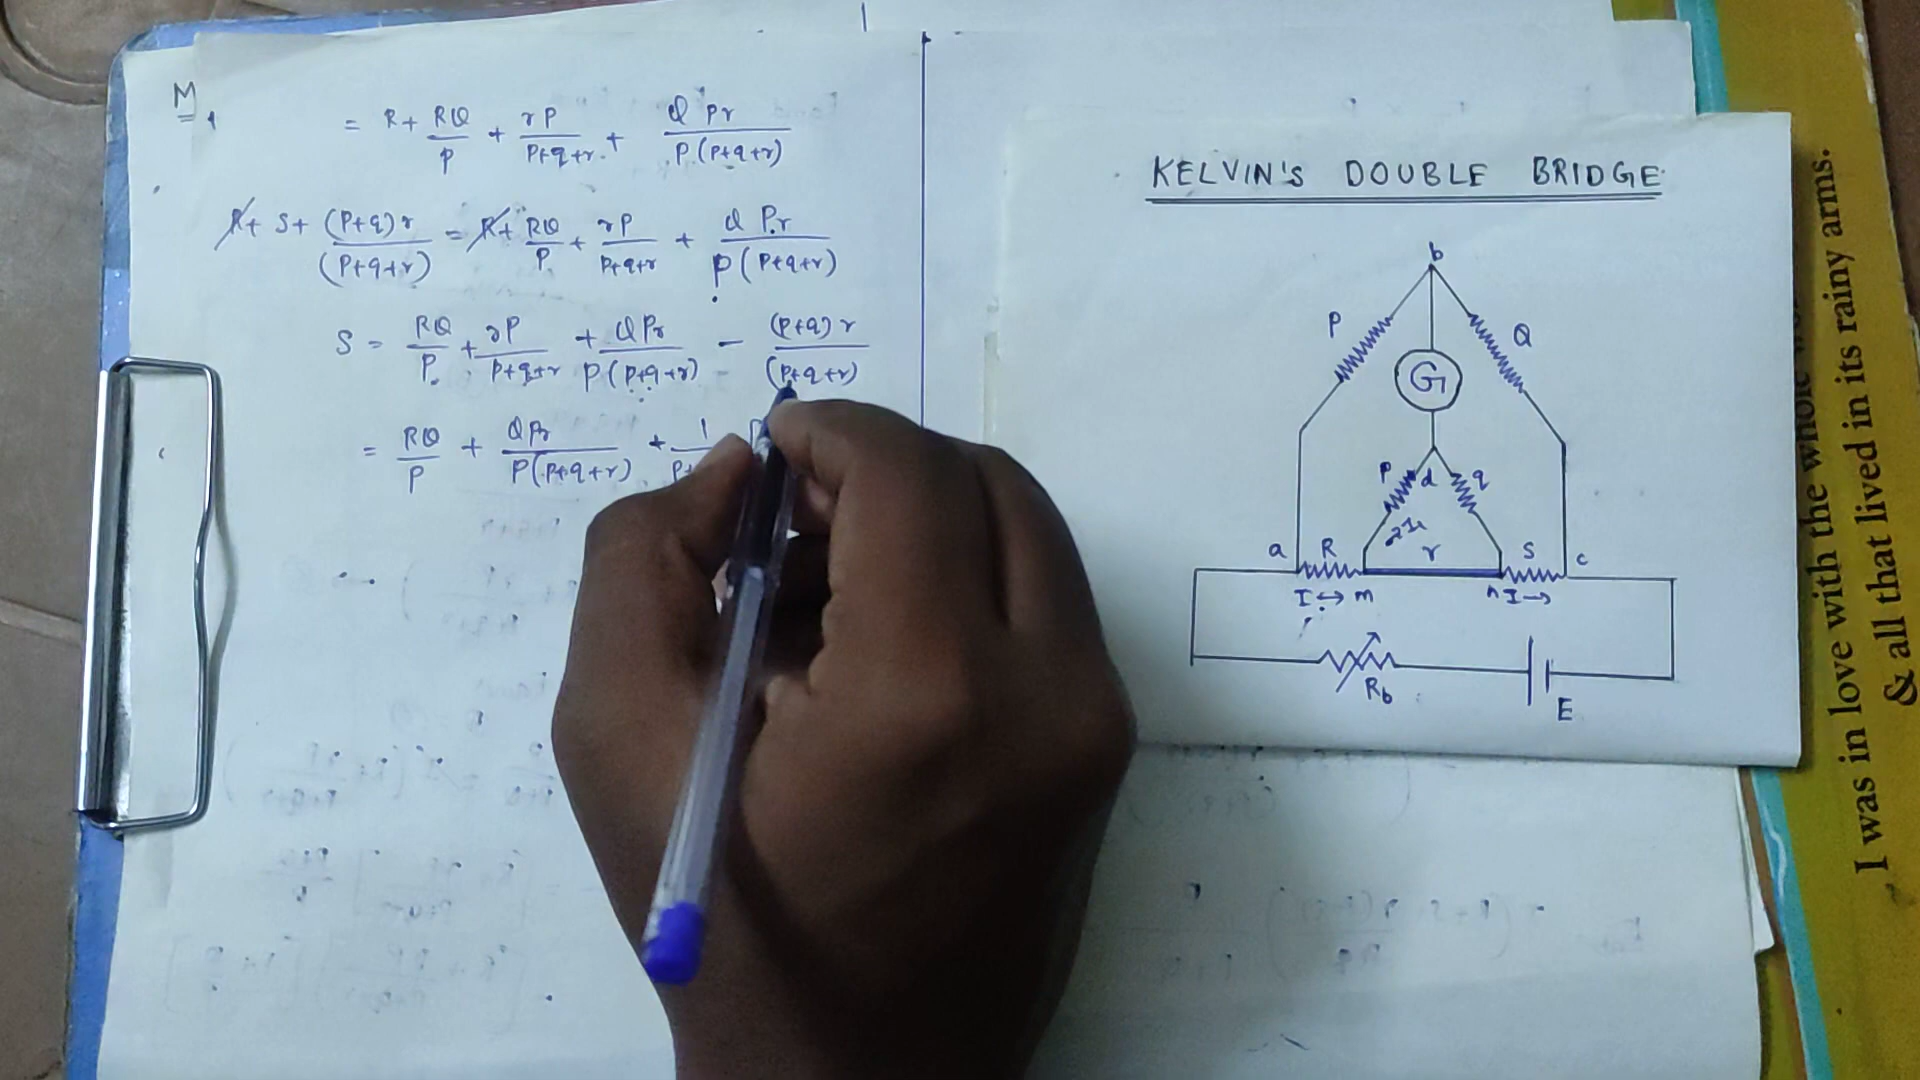 M,
= R + RQ/P + rP/(P+q+r) + QPr/P(P+q+r)
R + S + (P+q)r/(P+q+r) = R + RQ/P + rP/(P+q+r) + QPr/P(P+q+r)
S = RQ/P + rP/(P+q+r) + QPr/P(P+q+r) - (P+q)r/(P+q+r)
= RQ/P + QPr/P(P+q+r) + 1/P+
KELVIN'S DOUBLE BRIDGE
b
P Q
G
P d q
I₁
a R r S c
I m n I
Rb
E
I was in love with the whole
& all that lived in its rainy arms.